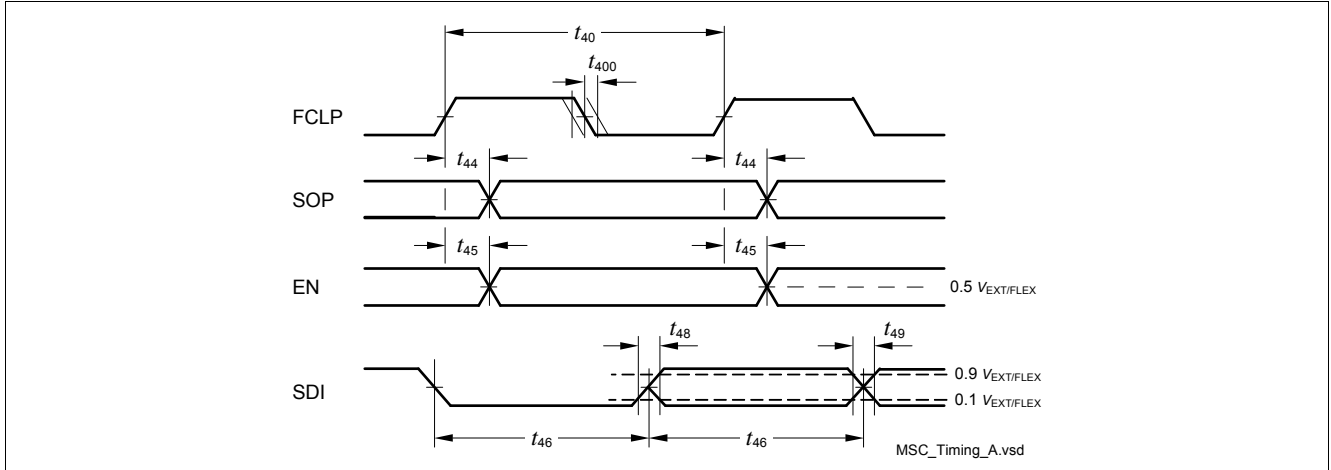 t40
t400
FCLP
t44 t44
SOP
t45 t45
EN
0.5 VEXT/FLEX
t48 t49
SDI
0.9 VEXT/FLEX
0.1 VEXT/FLEX
t46 t46
MSC_Timing_A.vsd